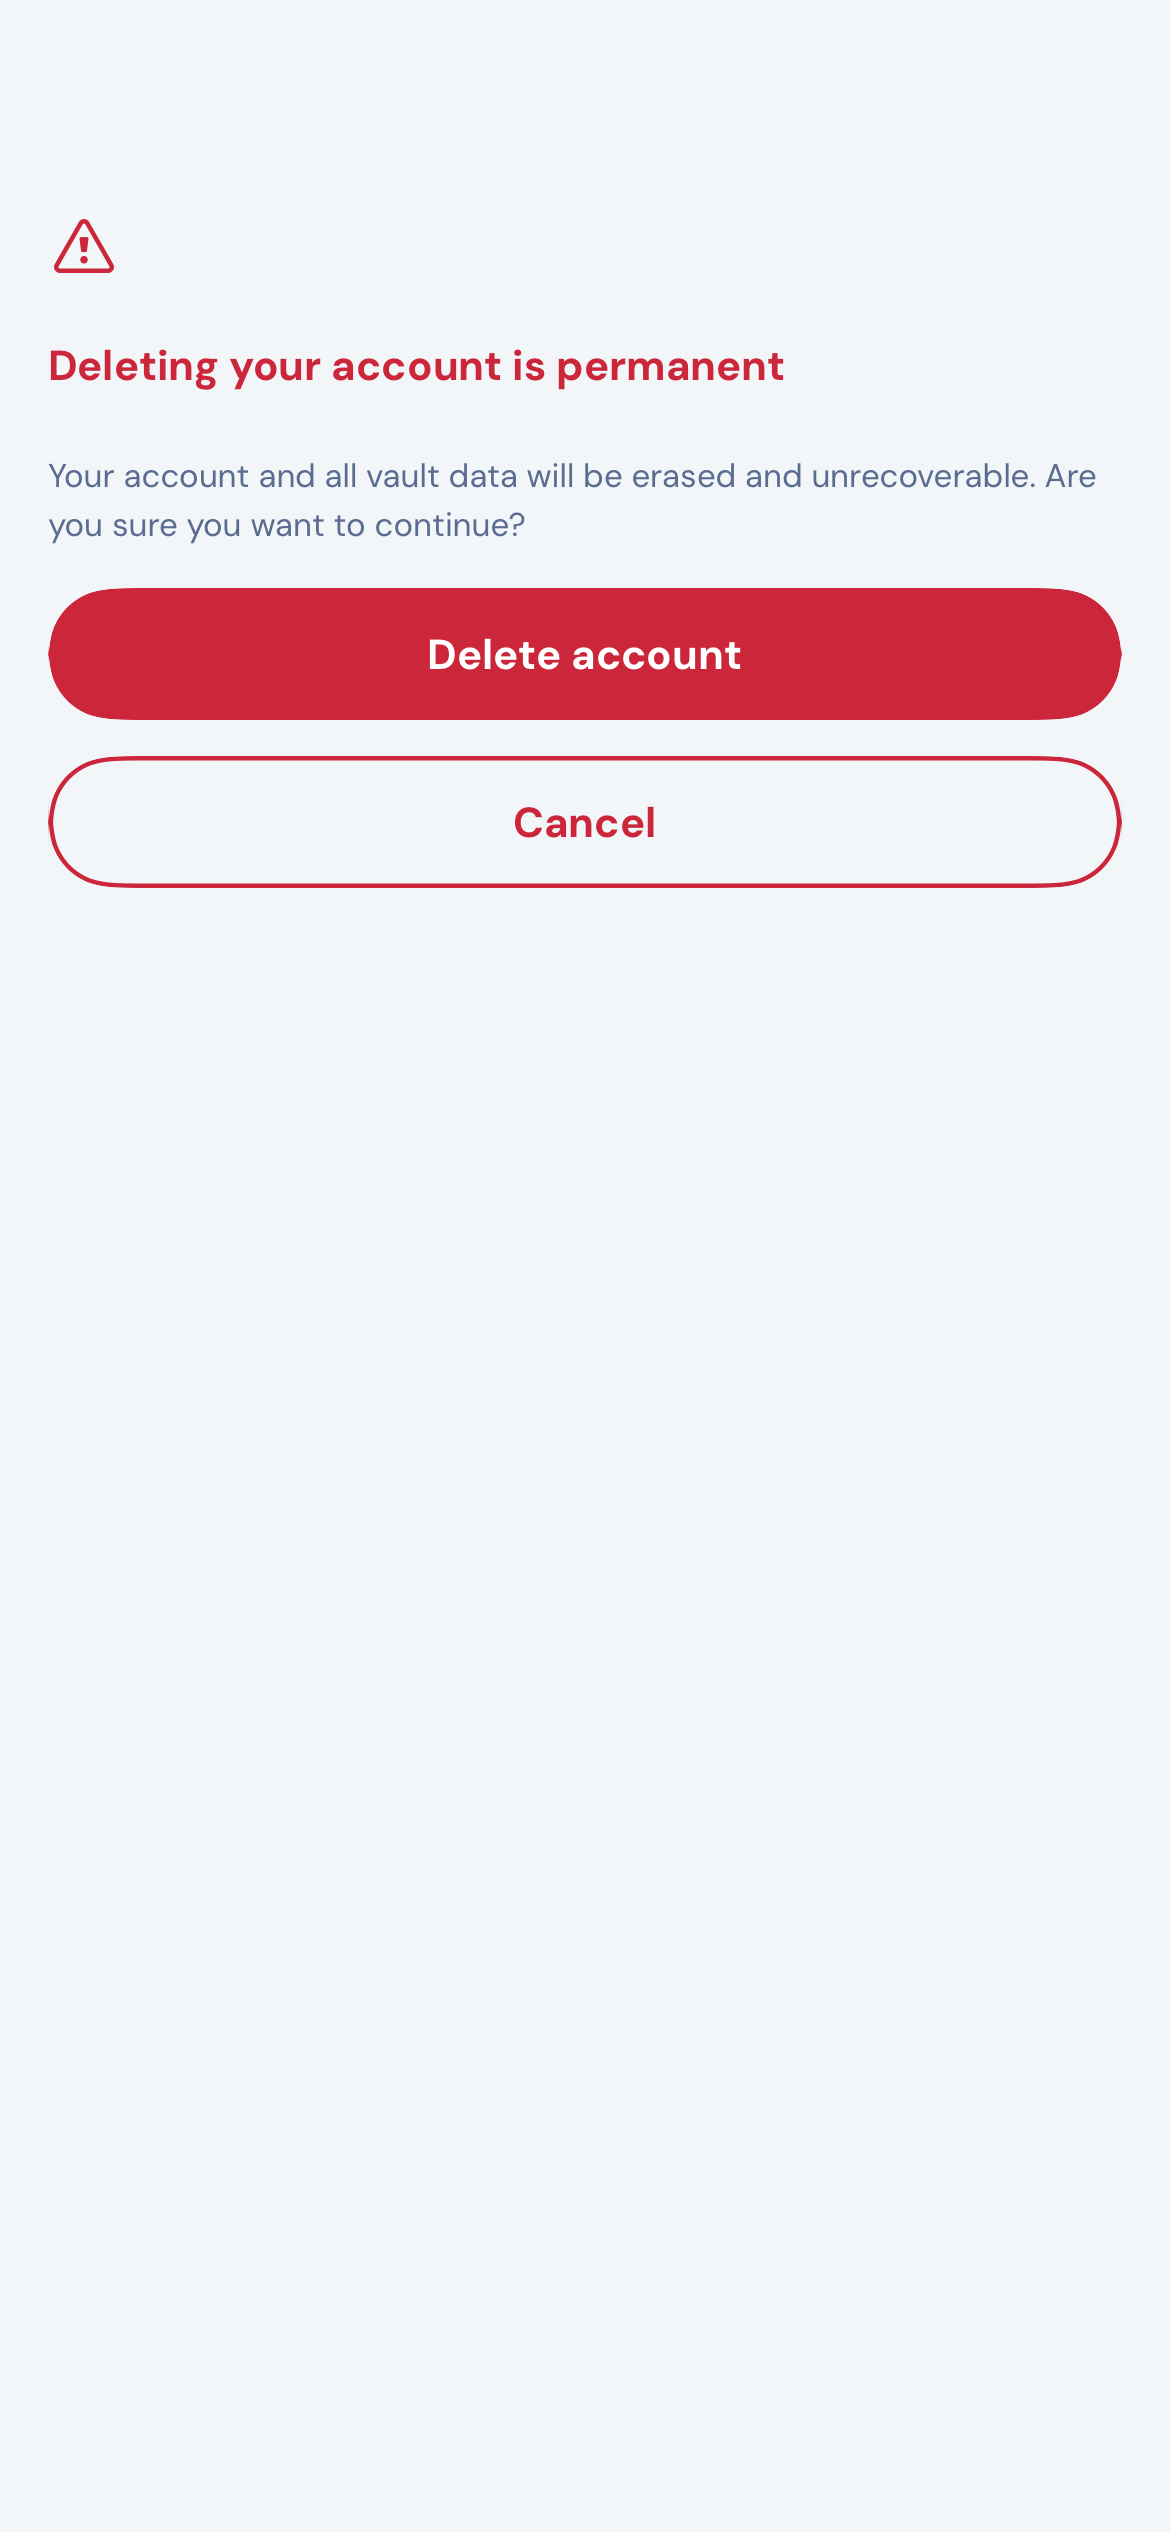 Deleting your account is permanent
Your account and all vault data will be erased and unrecoverable. Are
you sure you want to continue?
Delete account
Cancel